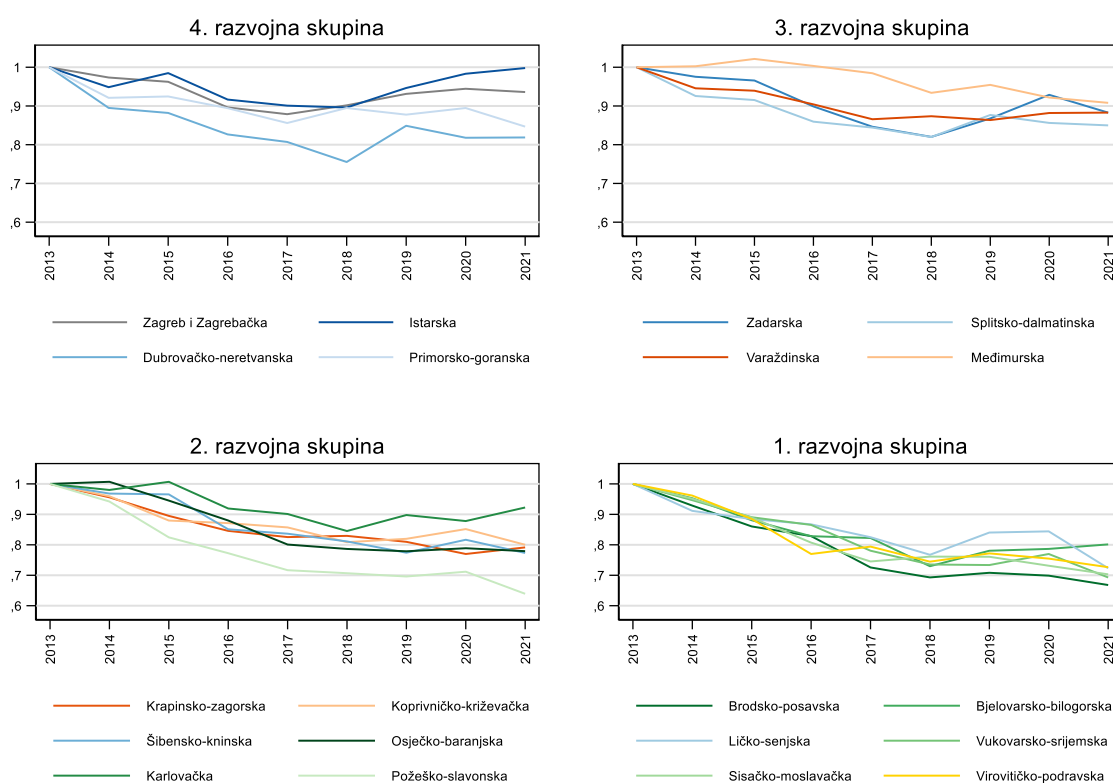 4. razvojna skupina
1
,9
,8
,7
,6
2013 2014 2015 2016 2017 2018 2019 2020 2021
Zagreb i Zagrebačka Istarska
Dubrovačko-neretvanska Primorsko-goranska
3. razvojna skupina
1
,9
,8
,7
,6
2013 2014 2015 2016 2017 2018 2019 2020 2021
Zadarska Splitsko-dalmatinska
Varaždinska Međimurska
2. razvojna skupina
1
,9
,8
,7
,6
2013 2014 2015 2016 2017 2018 2019 2020 2021
Krapinsko-zagorska Koprivničko-križevačka
Šibensko-kninska Osječko-baranjska
Karlovačka Požeško-slavonska
1. razvojna skupina
1
,9
,8
,7
,6
2013 2014 2015 2016 2017 2018 2019 2020 2021
Brodsko-posavska Bjelovarsko-bilogorska
Ličko-senjska Vukovarsko-srijemska
Sisačko-moslavačka Virovitičko-podravska